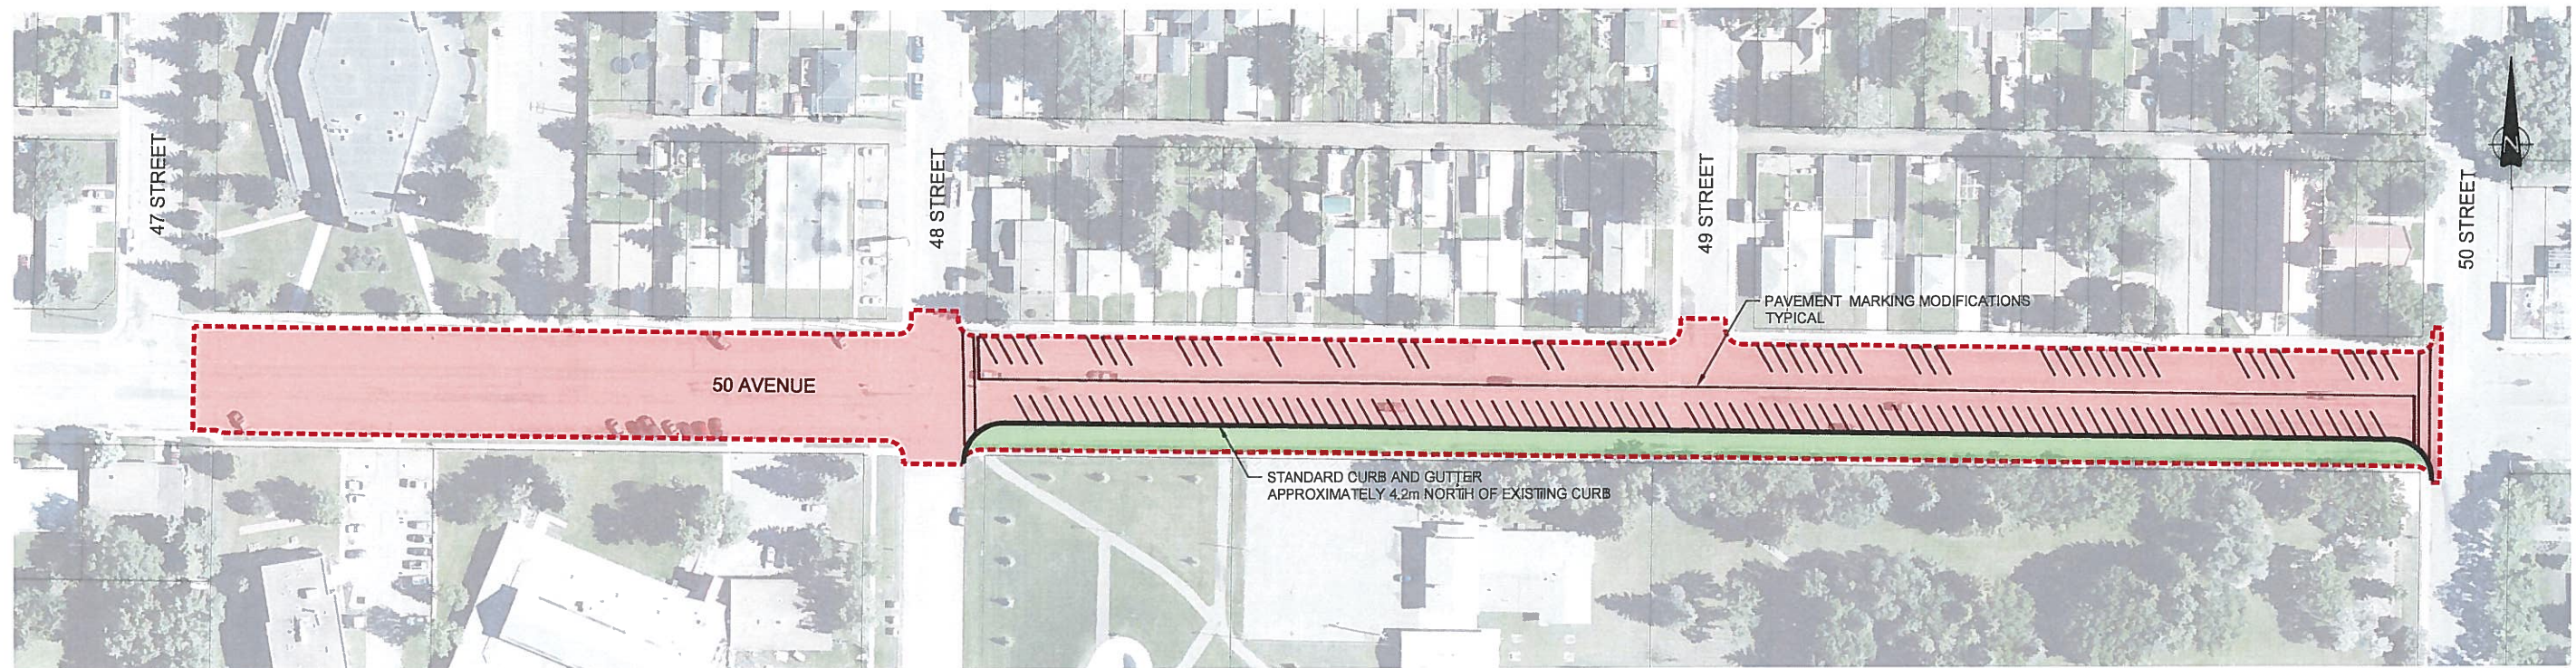 47 STREET
48 STREET
49 STREET
50 STREET
N
PAVEMENT MARKING MODIFICATIONS
TYPICAL
50 AVENUE
STANDARD CURB AND GUTTER
APPROXIMATELY 4.2m NORTH OF EXISTING CURB